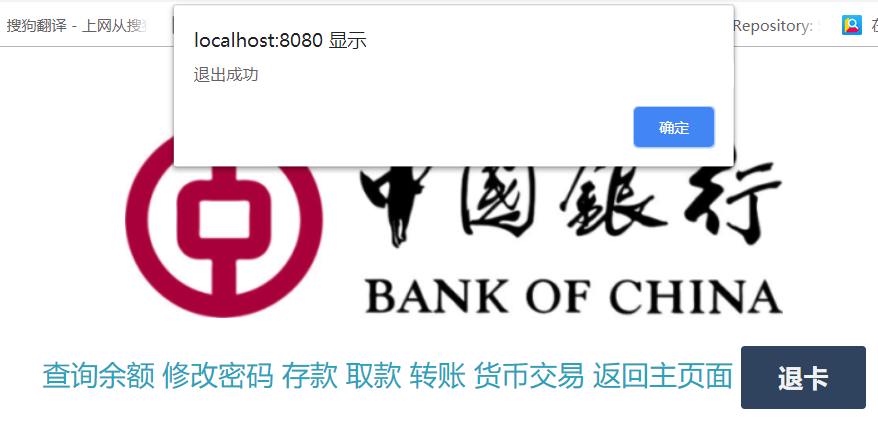 搜狗翻译 - 上网从搜
Repository:
localhost:8080 显示
退出成功
确定
中国銀行
BANK OF CHINA
查询余额 修改密码 存款 取款 转账 货币交易 返回主页面 退卡